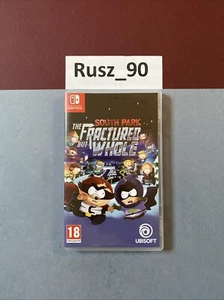 Rusz_90
SOUTH PARK
THE FRACTURED
BUT WHOLE
18
UBISOFT